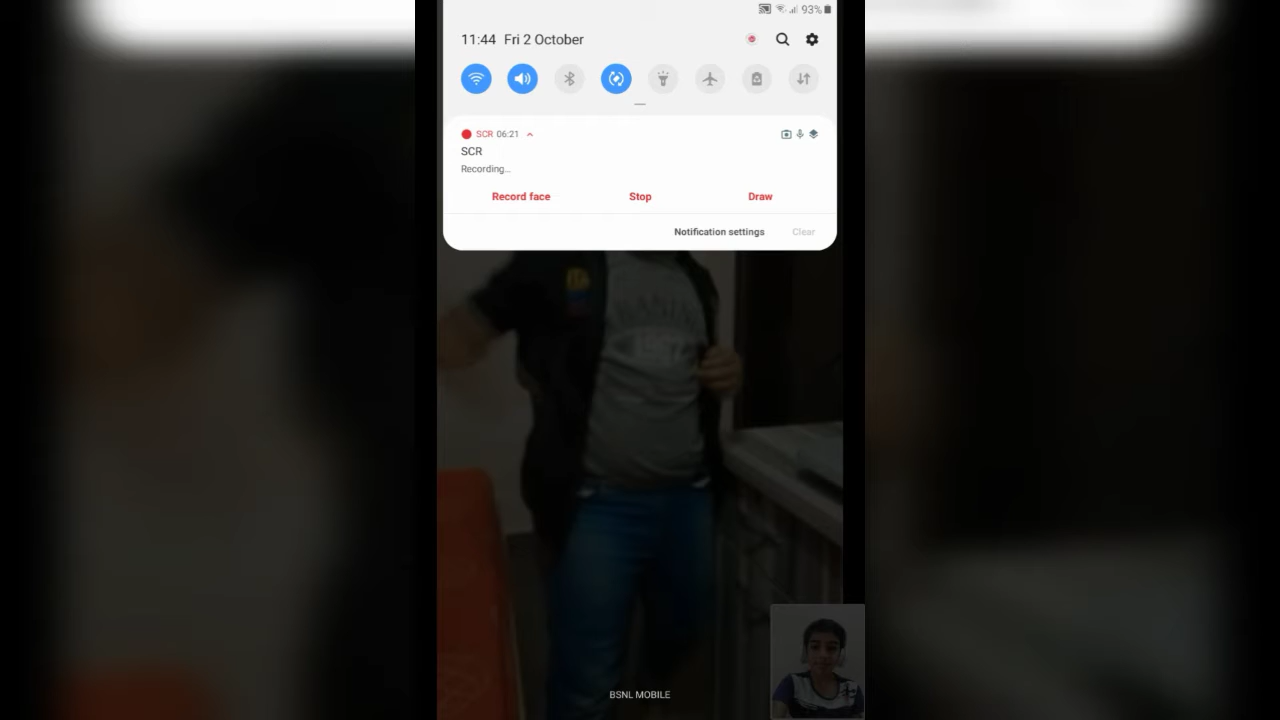 93%
11:44 Fri 2 October
SCR 06:21
SCR
Recording...
Record face Stop Draw
Notification settings Clear
BSNL MOBILE